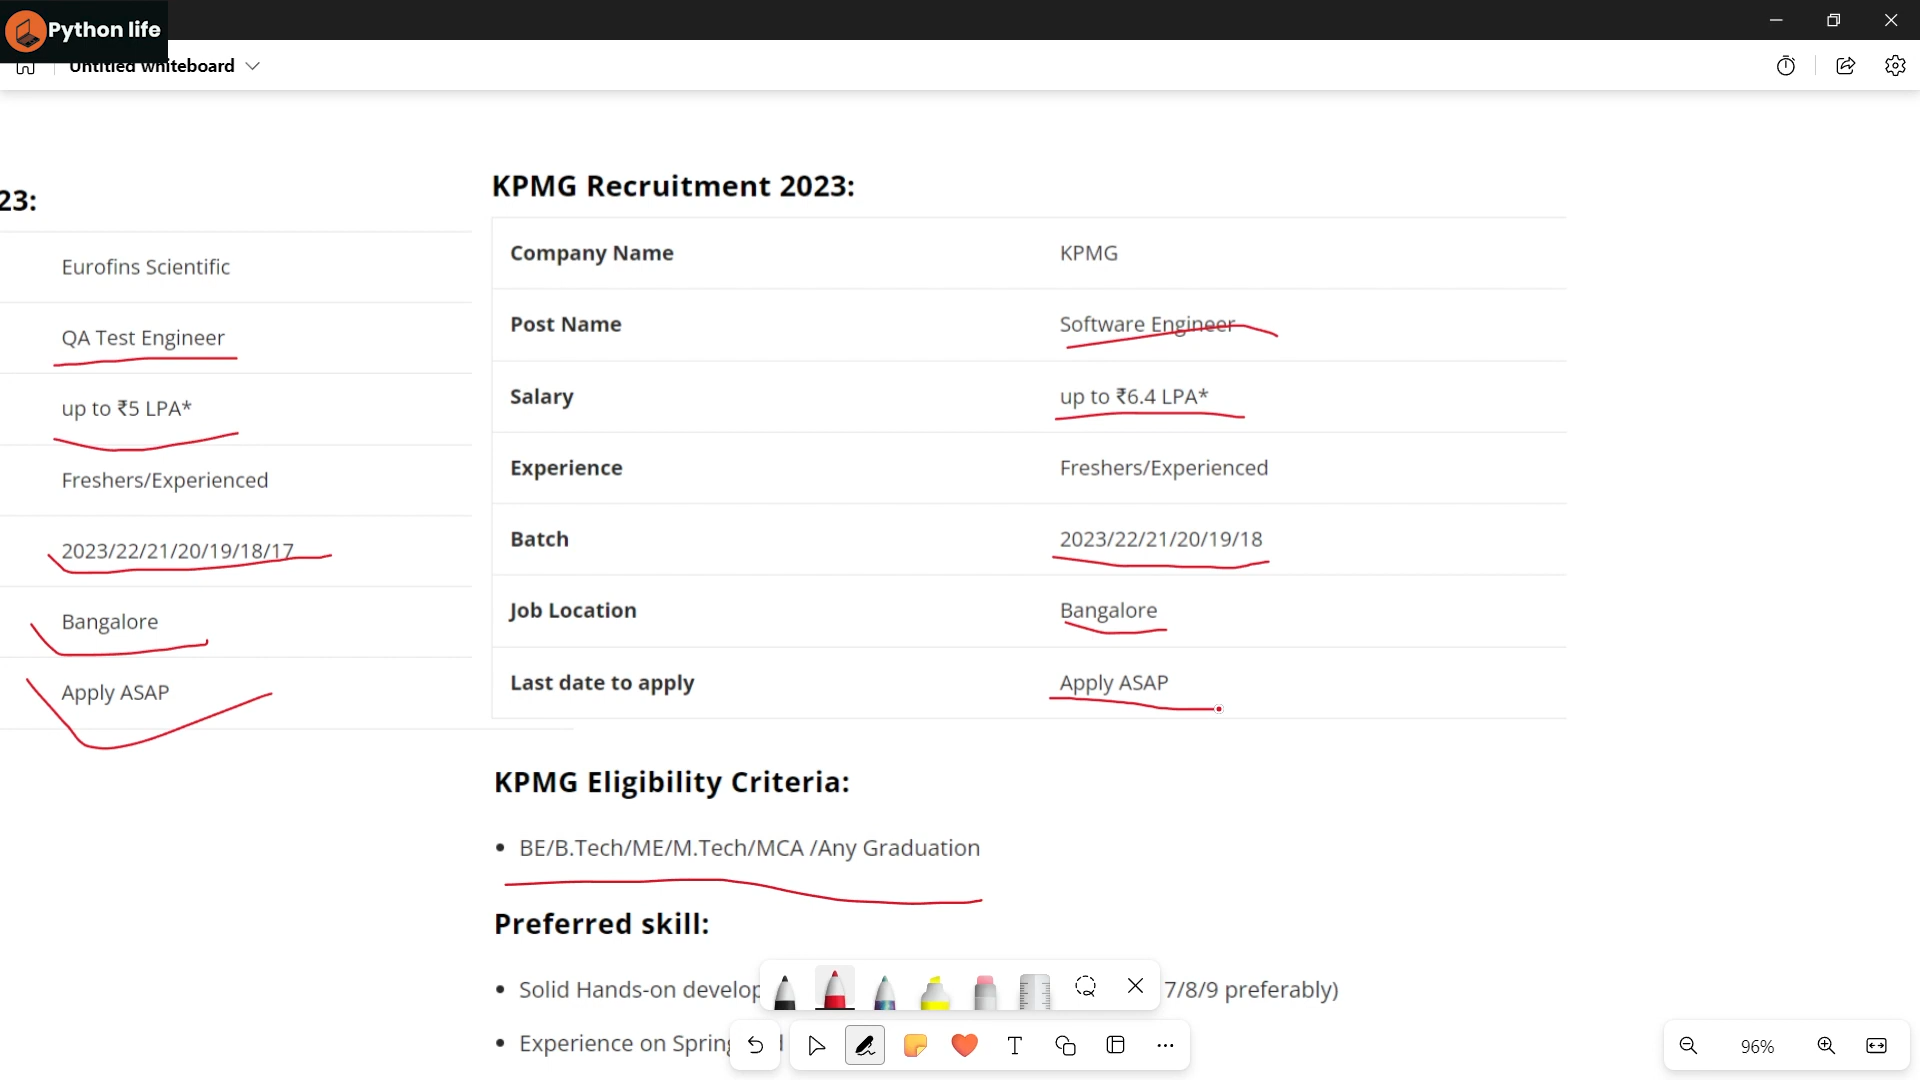 Python life
Untitled whiteboard
23:
Eurofins Scientific
QA Test Engineer
up to ₹5 LPA*
Freshers/Experienced
2023/22/21/20/19/18/17
Bangalore
Apply ASAP
KPMG Recruitment 2023:
Company Name KPMG
Post Name Software Engineer
Salary up to ₹6.4 LPA*
Experience Freshers/Experienced
Batch 2023/22/21/20/19/18
Job Location Bangalore
Last date to apply Apply ASAP
KPMG Eligibility Criteria:
• BE/B.Tech/ME/M.Tech/MCA /Any Graduation
Preferred skill:
• Solid Hands-on develop 7/8/9 preferably)
• Experience on Spring
96%